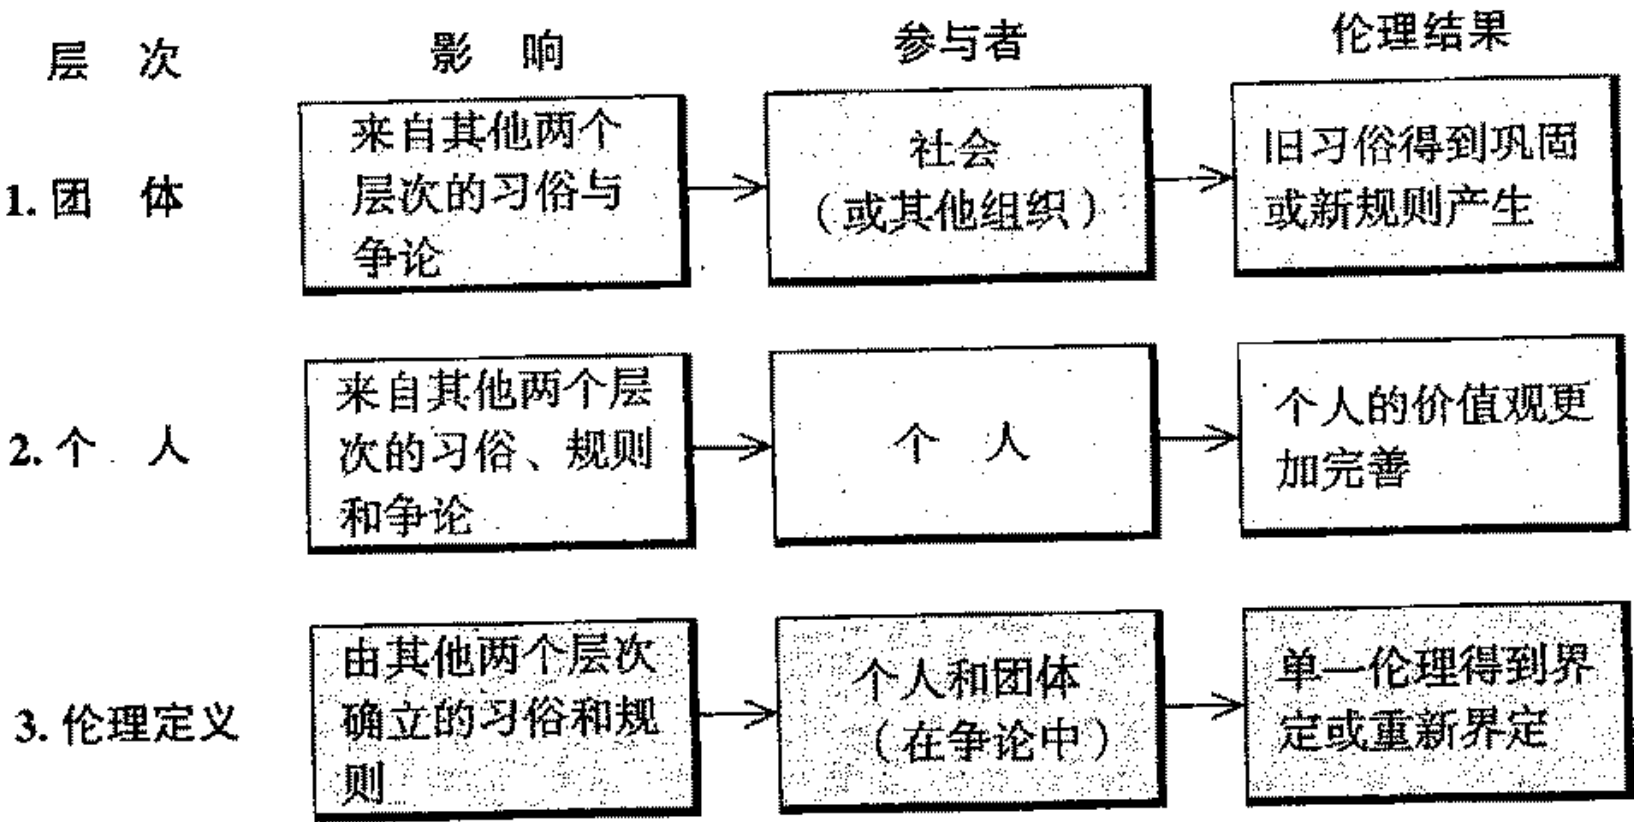 层 次 影 响 参与者 伦理结果
1. 团 体
来自其他两个
层次的习俗与
争论
社会
（或其他组织）
旧习俗得到巩固
或新规则产生
2. 个 人
来自其他两个层
次的习俗、规则
和争论
个 人
个人的价值观更
加完善
3. 伦理定义
由其他两个层次
确立的习俗和规
则
个人和团体
（在争论中）
单一伦理得到界
定或重新界定